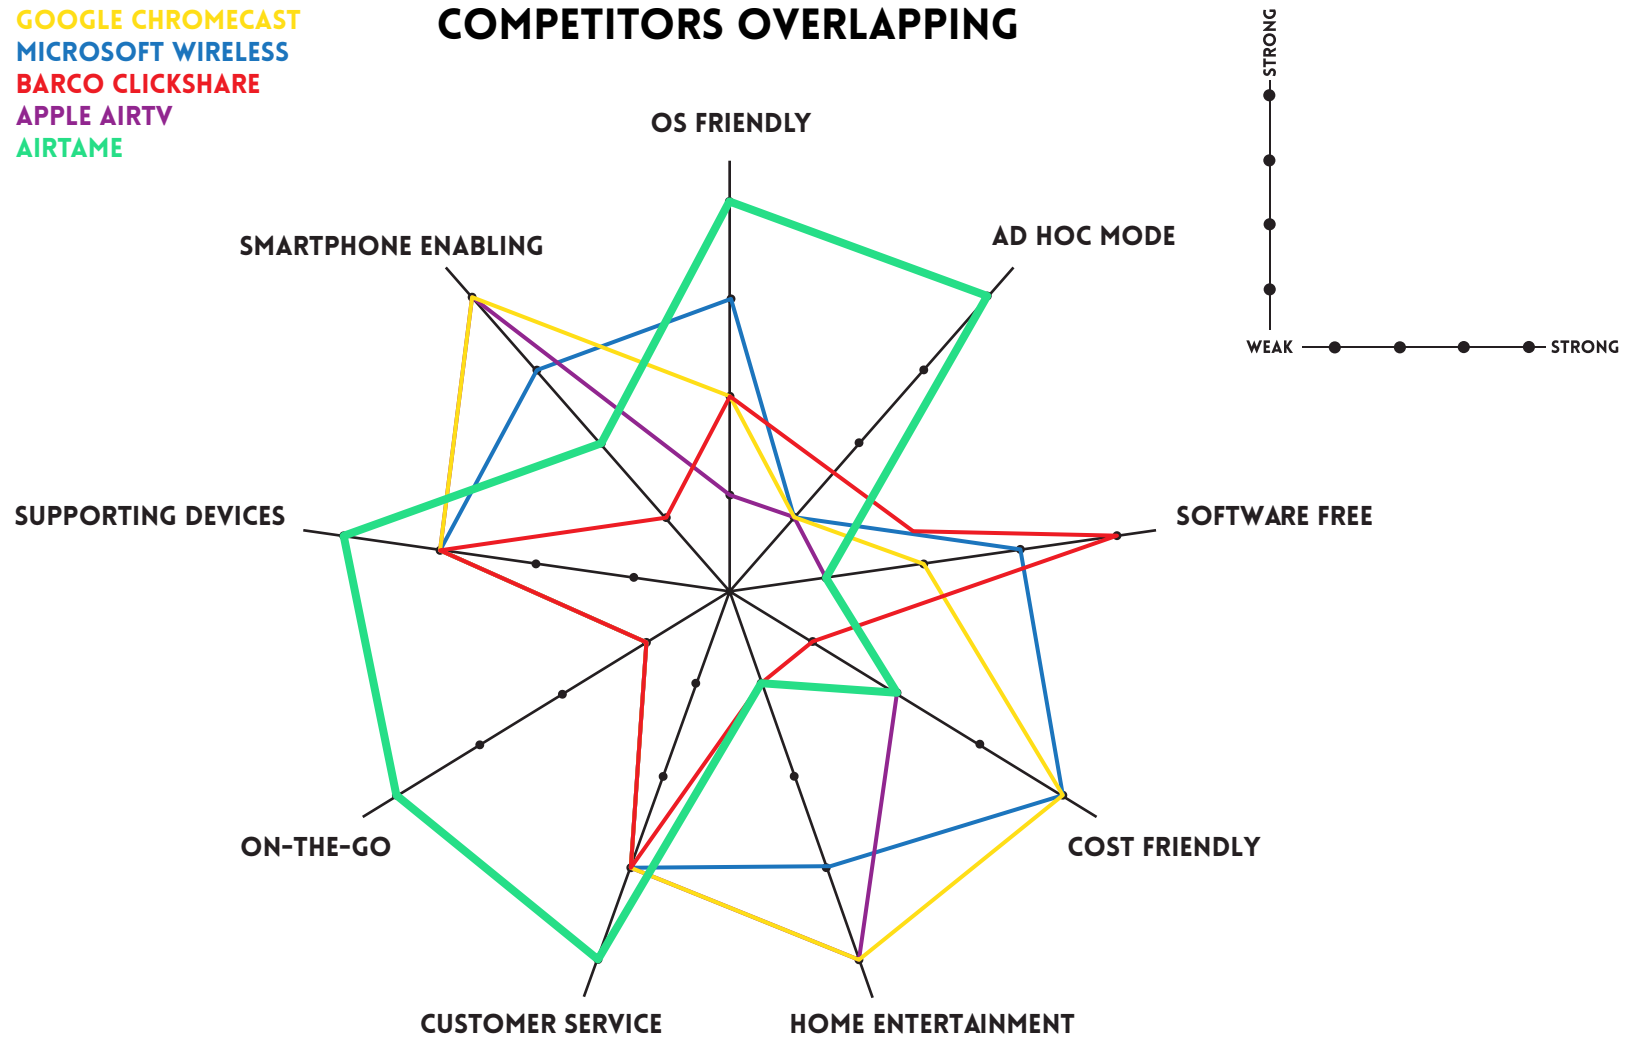 GOOGLE CHROMECAST
MICROSOFT WIRELESS
BARCO CLICKSHARE
APPLE AIRTV
AIRTAME
COMPETITORS OVERLAPPING
STRONG
WEAK
STRONG
OS FRIENDLY
AD HOC MODE
SMARTPHONE ENABLING
SUPPORTING DEVICES
SOFTWARE FREE
ON-THE-GO
COST FRIENDLY
CUSTOMER SERVICE
HOME ENTERTAINMENT